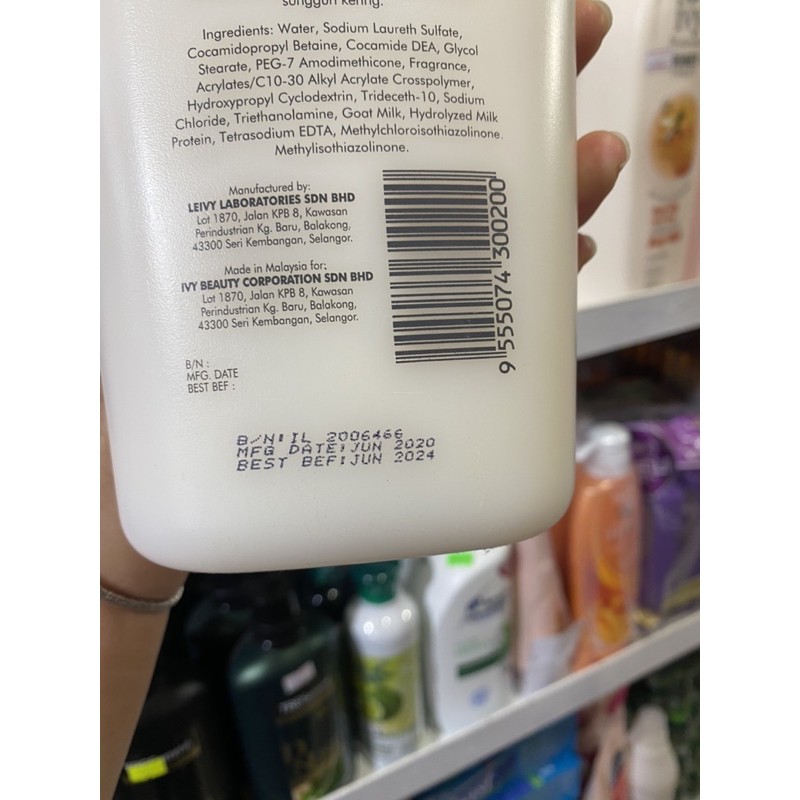 sungguh kering.
Ingredients: Water, Sodium Laureth Sulfate,
Cocamidopropyl Betaine, Cocamide DEA, Glycol
Stearate, PEG-7 Amodimethicone, Fragrance,
Acrylates/C10-30 Alkyl Acrylate Crosspolymer,
Hydroxypropyl Cyclodextrin, Trideceth-10, Sodium
Chloride, Triethanolamine, Goat Milk, Hydrolyzed Milk
Protein, Tetrasodium EDTA, Methylchloroisothiazolinone.
Methylisothiazolinone.
Manufactured by:
LEIVY LABORATORIES SDN BHD
Lot 1870, Jalan KPB 8, Kawasan
Perindustrian Kg. Baru, Balakong,
43300 Seri Kembangan, Selangor.
Made in Malaysia for:
IVY BEAUTY CORPORATION SDN BHD
Lot 1870, Jalan KPB 8, Kawasan
Perindustrian Kg. Baru, Balakong,
43300 Seri Kembangan, Selangor.
9 555074 300200
B/N :
MFG. DATE
BEST BEF :
B/N: IL 2006466
MFG DATE: JUN 2020
BEST BEF: JUN 2024